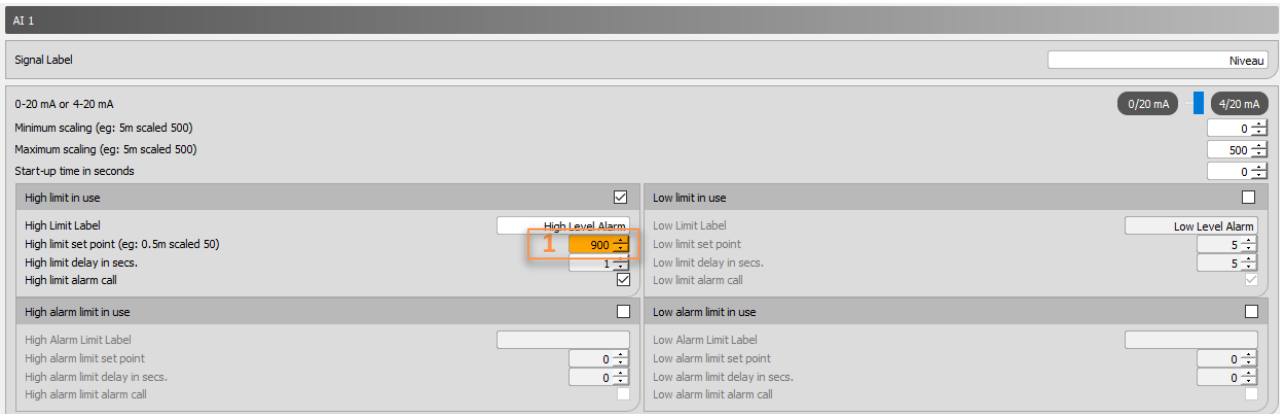 AI 1
Signal Label Niveau
0-20 mA or 4-20 mA 0/20 mA 4/20 mA
Minimum scaling (eg: 5m scaled 500) 0
Maximum scaling (eg: 5m scaled 500) 500
Start-up time in seconds 0
High limit in use
High Limit Label High Level Alarm
High limit set point (eg: 0.5m scaled 50) 1 900
High limit delay in secs. 1
High limit alarm call
Low limit in use
Low Limit Label Low Level Alarm
Low limit set point 5
Low limit delay in secs. 5
Low limit alarm call
High alarm limit in use
High Alarm Limit Label
High alarm limit set point 0
High alarm limit delay in secs. 0
High alarm limit alarm call
Low alarm limit in use
Low Alarm Limit Label
Low alarm limit set point 0
Low alarm limit delay in secs. 0
Low alarm limit alarm call